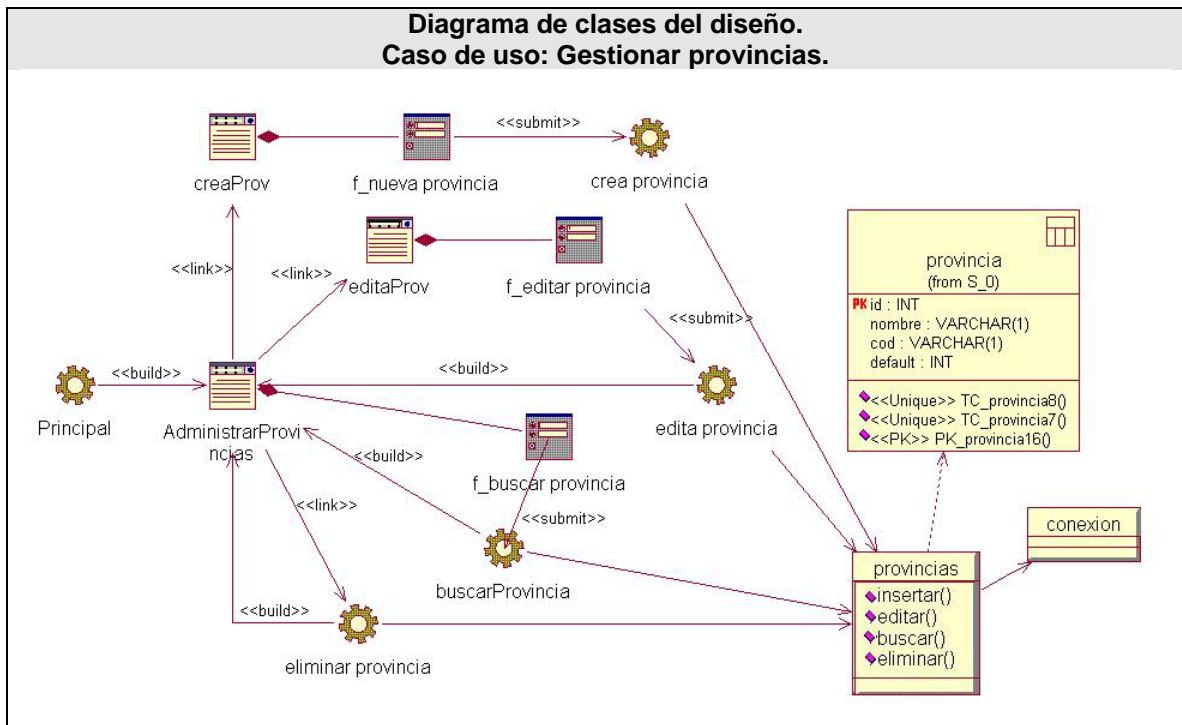 Diagrama de clases del diseño.
Caso de uso: Gestionar provincias.
<<submit>>
creaProv
f_nueva provincia
crea provincia
<<link>>
<<link>>
editaProv
f_editar provincia
<<submit>>
provincia
(from S_0)
PK id : INT
nombre : VARCHAR(1)
cod : VARCHAR(1)
default : INT
<<Unique>> TC_provincia8()
<<Unique>> TC_provincia7()
<<PK>> PK_provincia16()
<<build>>
<<build>>
Principal
AdministrarProvi
ncias
edita provincia
<<build>>
f_buscar provincia
<<link>>
<<submit>>
buscarProvincia
conexion
provincias
insertar()
editar()
buscar()
eliminar()
<<build>>
eliminar provincia